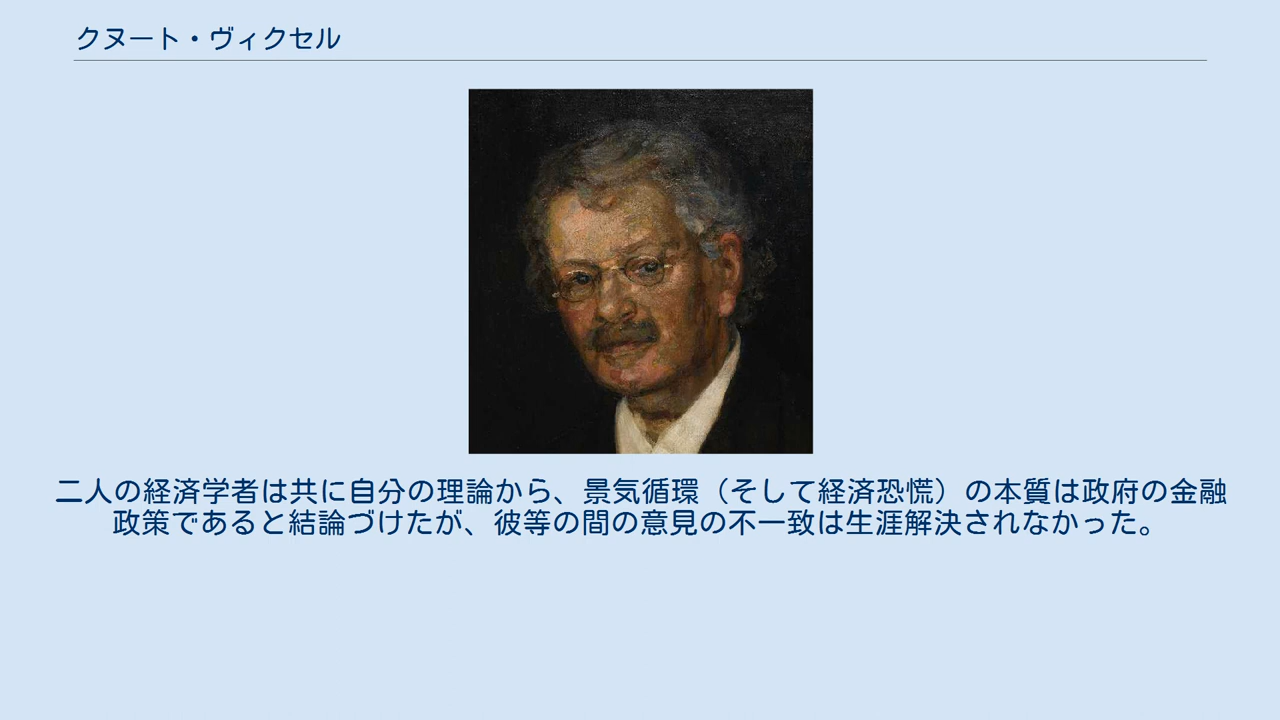 クヌート・ヴィクセル
二人の経済学者は共に自分の理論から、景気循環（そして経済恐慌）の本質は政府の金融
政策であると結論づけたが、彼等の間の意見の不一致は生涯解決されなかった。